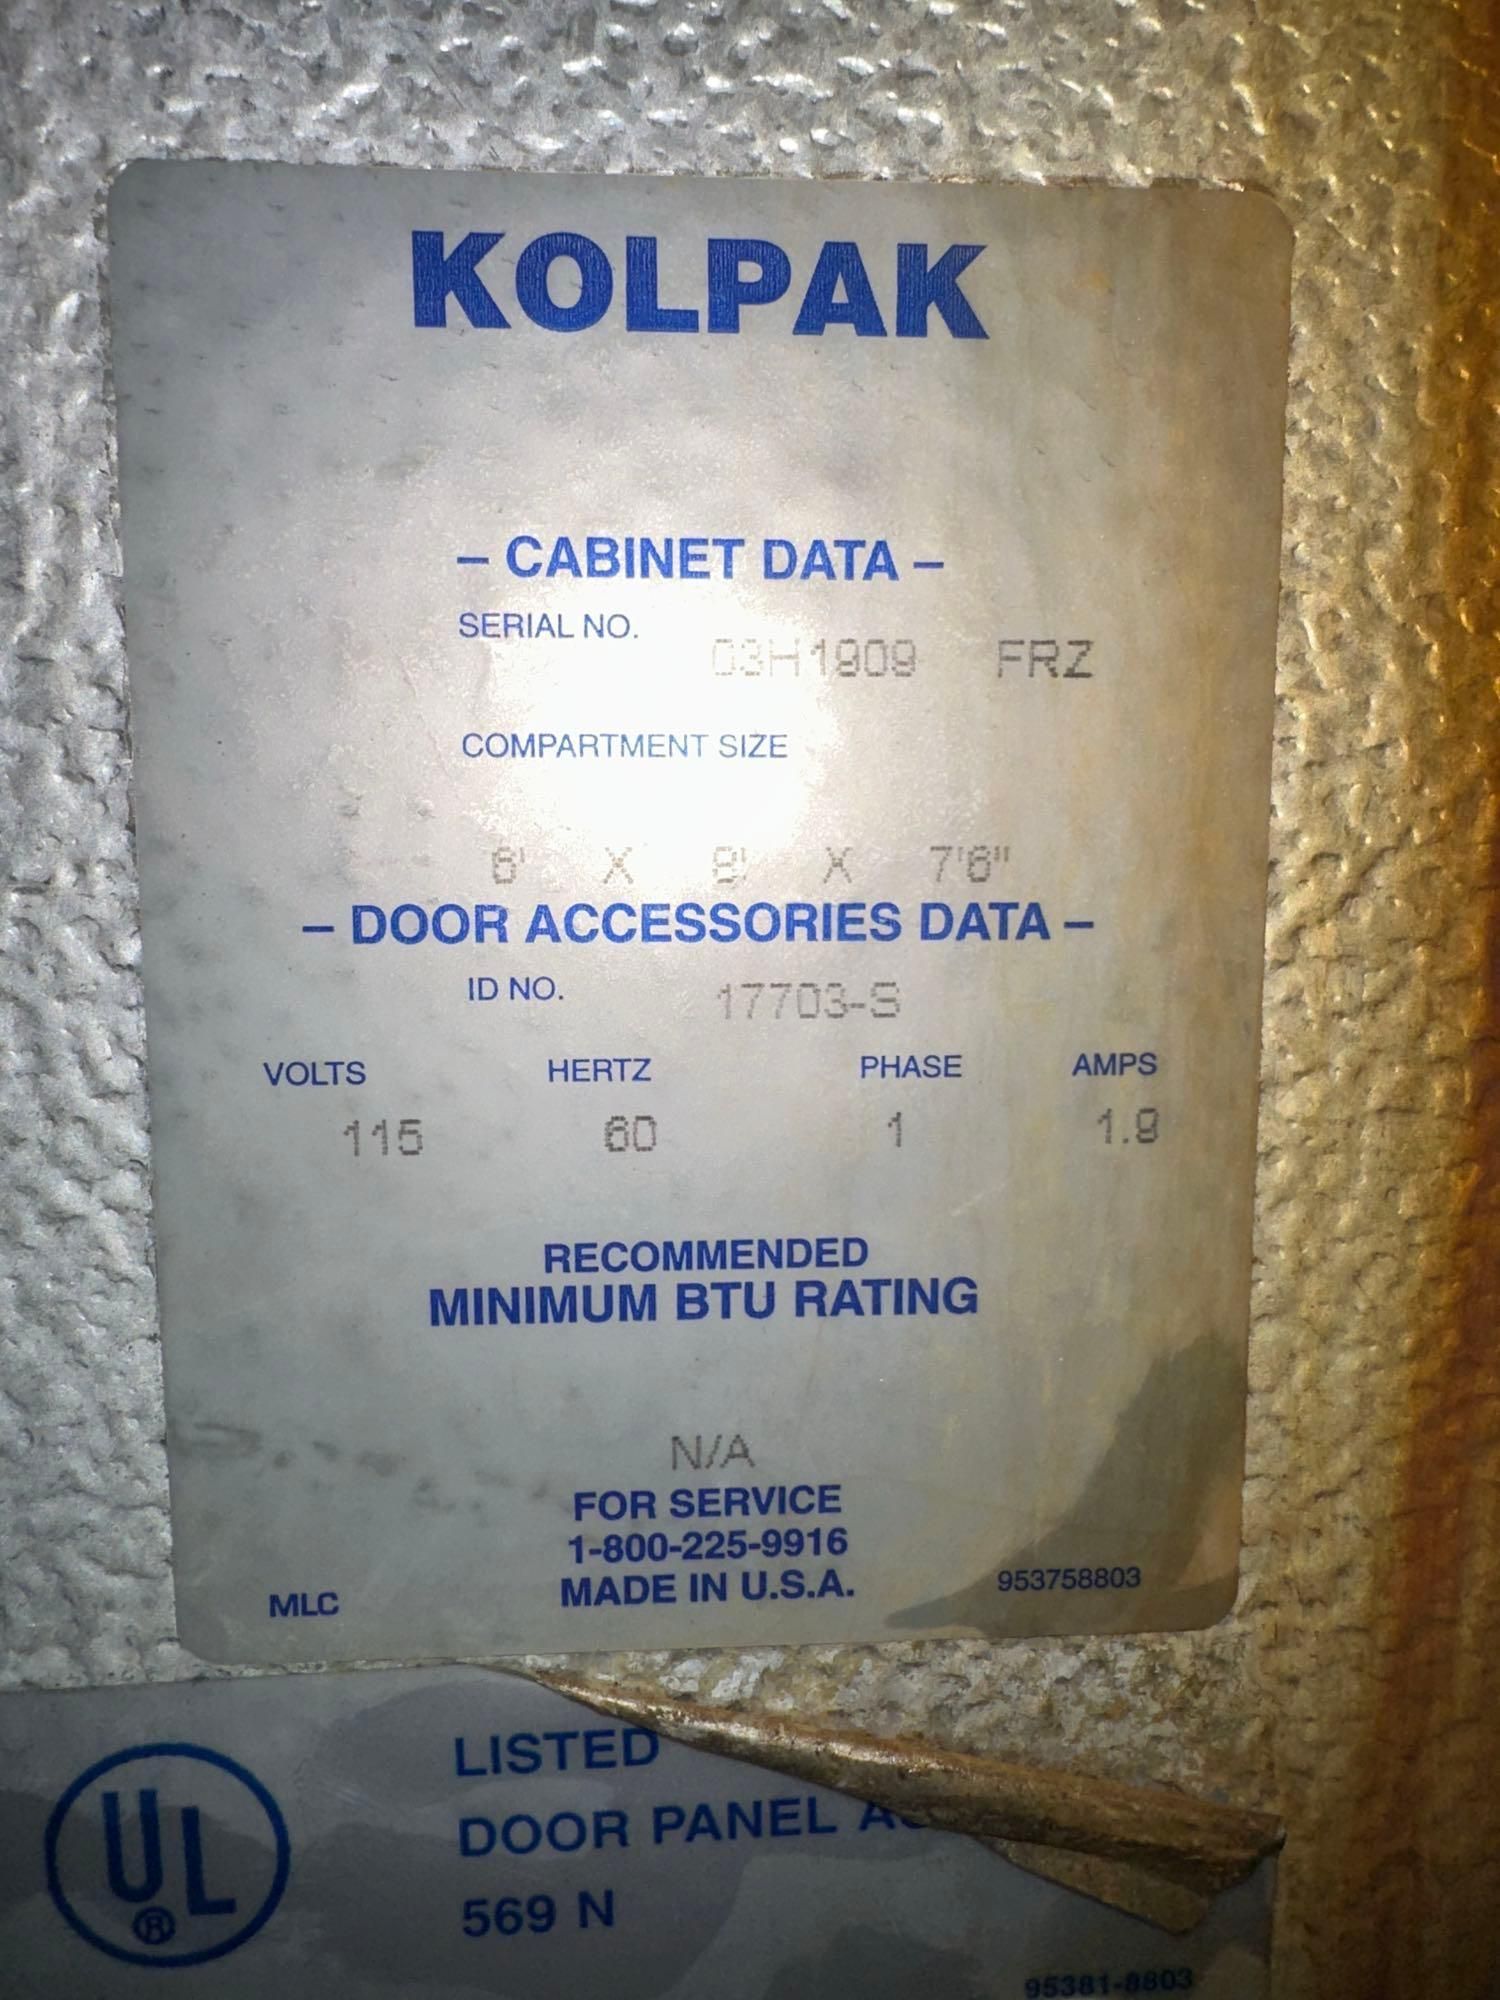 KOLPAK
– CABINET DATA –
SERIAL NO. 03H1909 FRZ
COMPARTMENT SIZE
6' X 8' X 7'6"
– DOOR ACCESSORIES DATA –
ID NO. 17703-S
VOLTS HERTZ PHASE AMPS
115 60 1 1.9
RECOMMENDED
MINIMUM BTU RATING
N/A
FOR SERVICE
1-800-225-9916
MLC MADE IN U.S.A. 953758803
UL ®
LISTED
DOOR PANEL
569 N
95381-8803